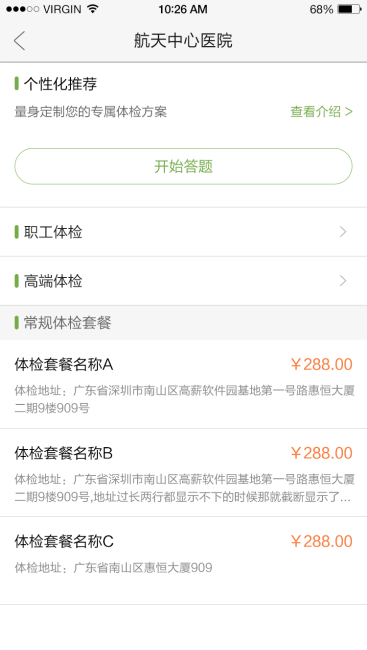 VIRGIN 10:26 AM 68%
航天中心医院
个性化推荐
量身定制您的专属体检方案 查看介绍 >
开始答题
职工体检
高端体检
常规体检套餐
体检套餐名称A ￥288.00
体检地址：广东省深圳市南山区高薪软件园基地第一号路惠恒大厦
二期9楼909号
体检套餐名称B ￥288.00
体检地址：广东省深圳市南山区高薪软件园基地第一号路惠恒大厦
二期9楼909号,地址过长两行都显示不下的时候那就截断显示了...
体检套餐名称C ￥288.00
体检地址：广东省南山区惠恒大厦909